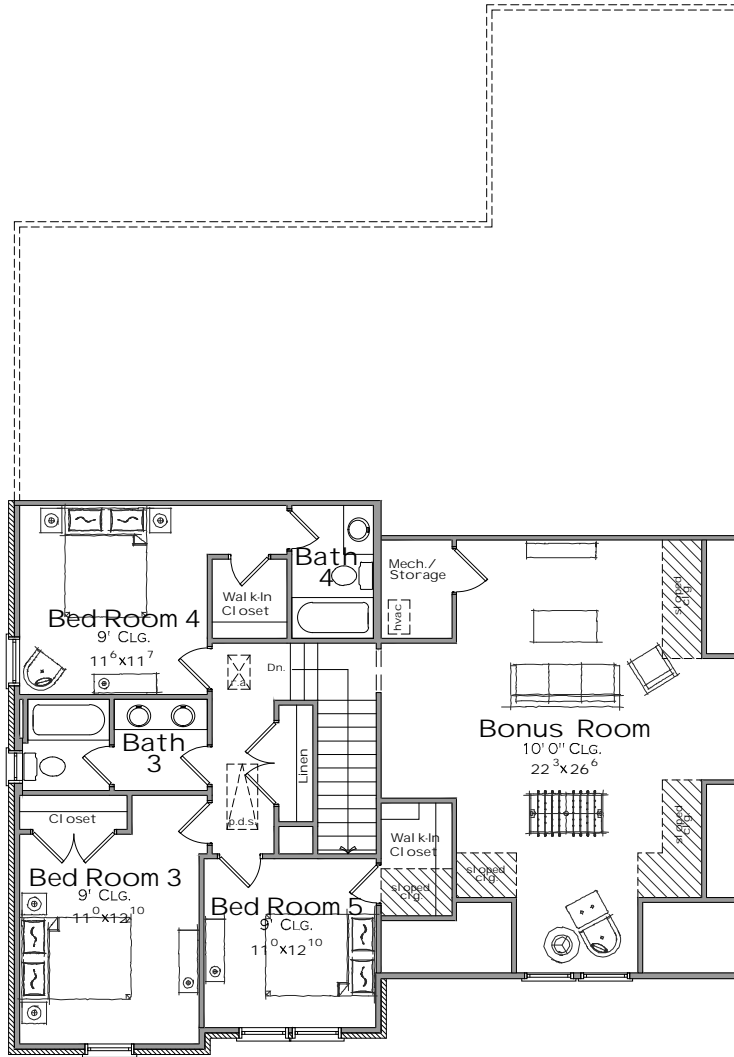 Bath
4
Mech./
Storage
hvac
sloped
clg.
Walk-In
Closet
Bed Room 4
9' CLG.
11⁶x11⁷
r.a.
Dn.
Bonus Room
10' 0" CLG.
22³x26⁶
Bath
3
Linen
p.d.s.
Closet
Walk-In
Closet
sloped
clg.
sloped
clg.
sloped
clg.
Bed Room 3
9' CLG.
11⁰x12¹⁰
Bed Room 5
9' CLG.
11⁰x12¹⁰